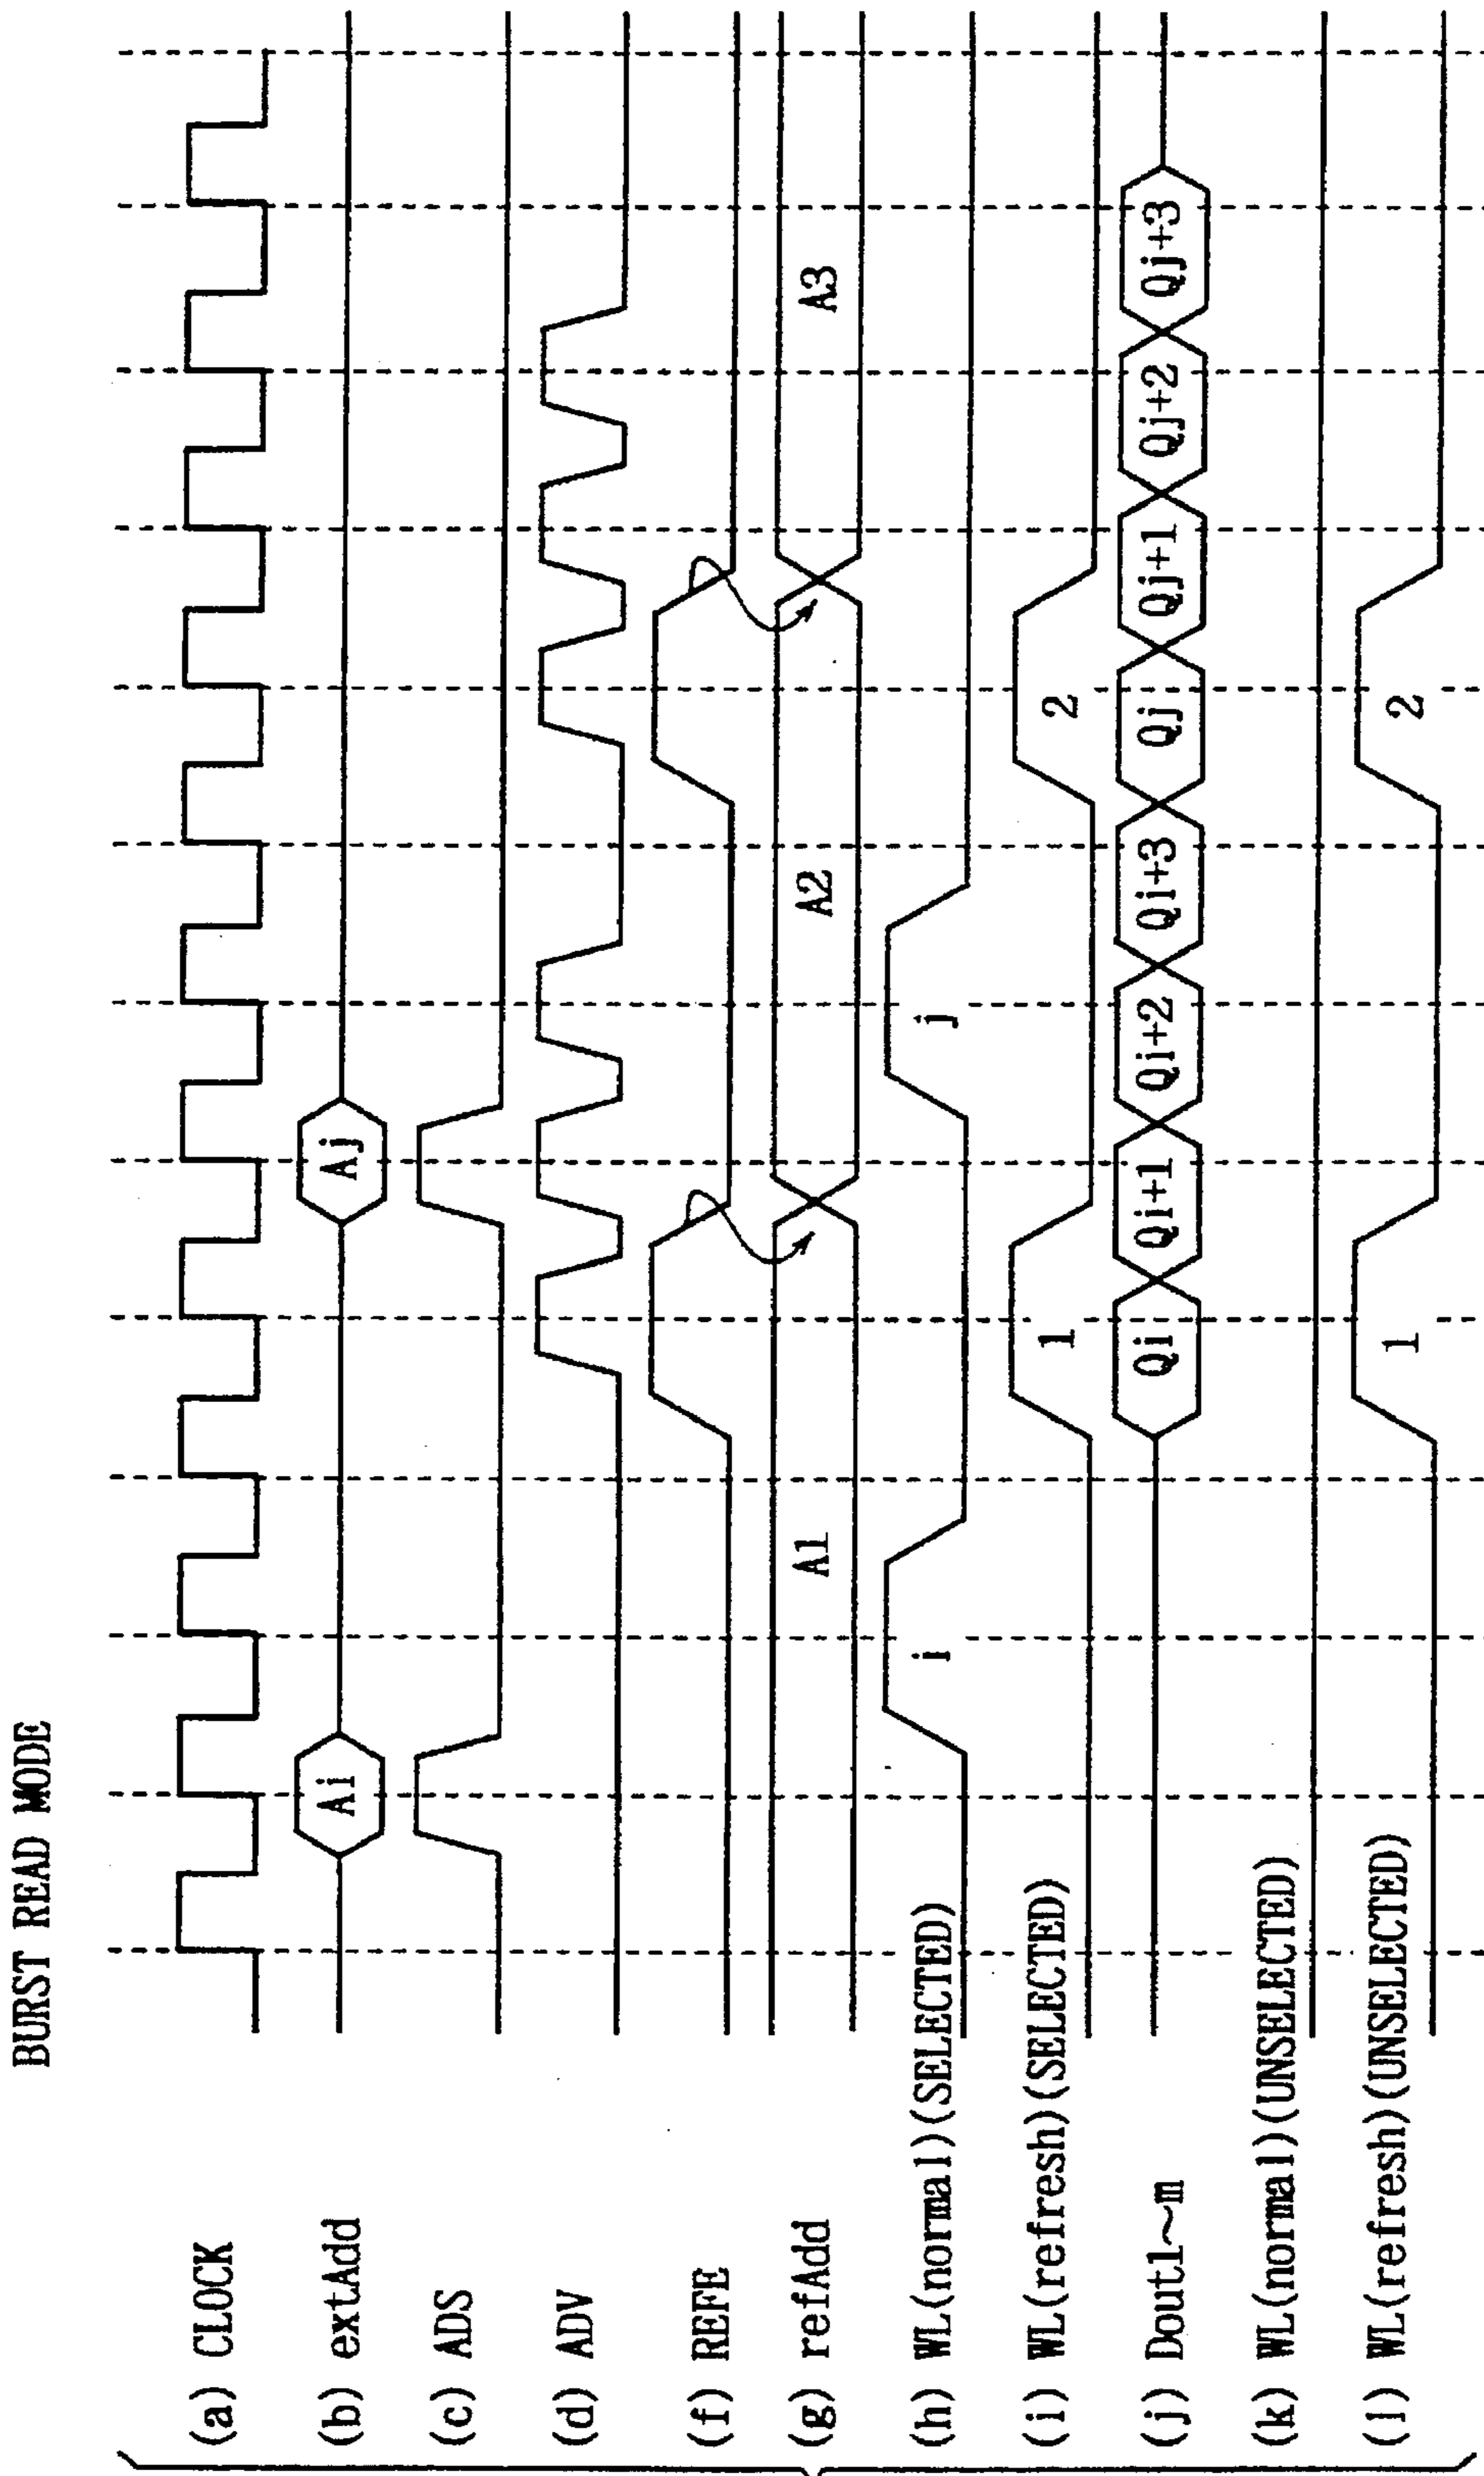 BURST READ MODE
(a) CLOCK
(b) extAdd Ai Aj
(c) ADS
(d) ADV
(f) REFE
(g) refAdd A1 A2 A3
(h) WL(normal)(SELECTED) i j
(i) WL(refresh)(SELECTED) 1 2
(j) Dout1~m Qi Qi+1 Qi+2 Qi+3 Qj Qj+1 Qj+2 Qj+3
(k) WL(normal)(UNSELECTED)
(l) WL(refresh)(UNSELECTED) 1 2